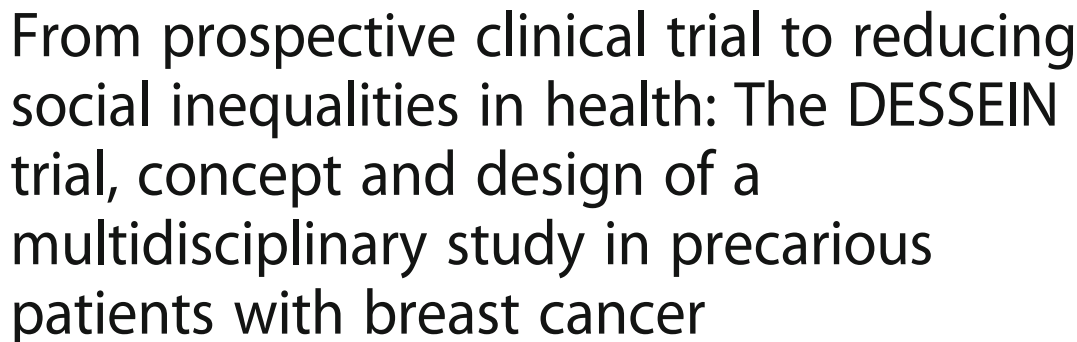 From prospective clinical trial to reducing
social inequalities in health: The DESSEIN
trial, concept and design of a
multidisciplinary study in precarious
patients with breast cancer